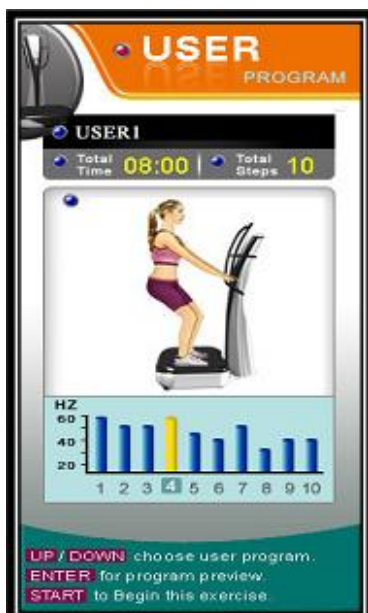 USER
PROGRAM
USER1
Total Time 08:00 Total Steps 10
HZ
60
40
20
1 2 3 4 5 6 7 8 9 10
UP / DOWN choose user program.
ENTER for program preview.
START to Begin this exercise.